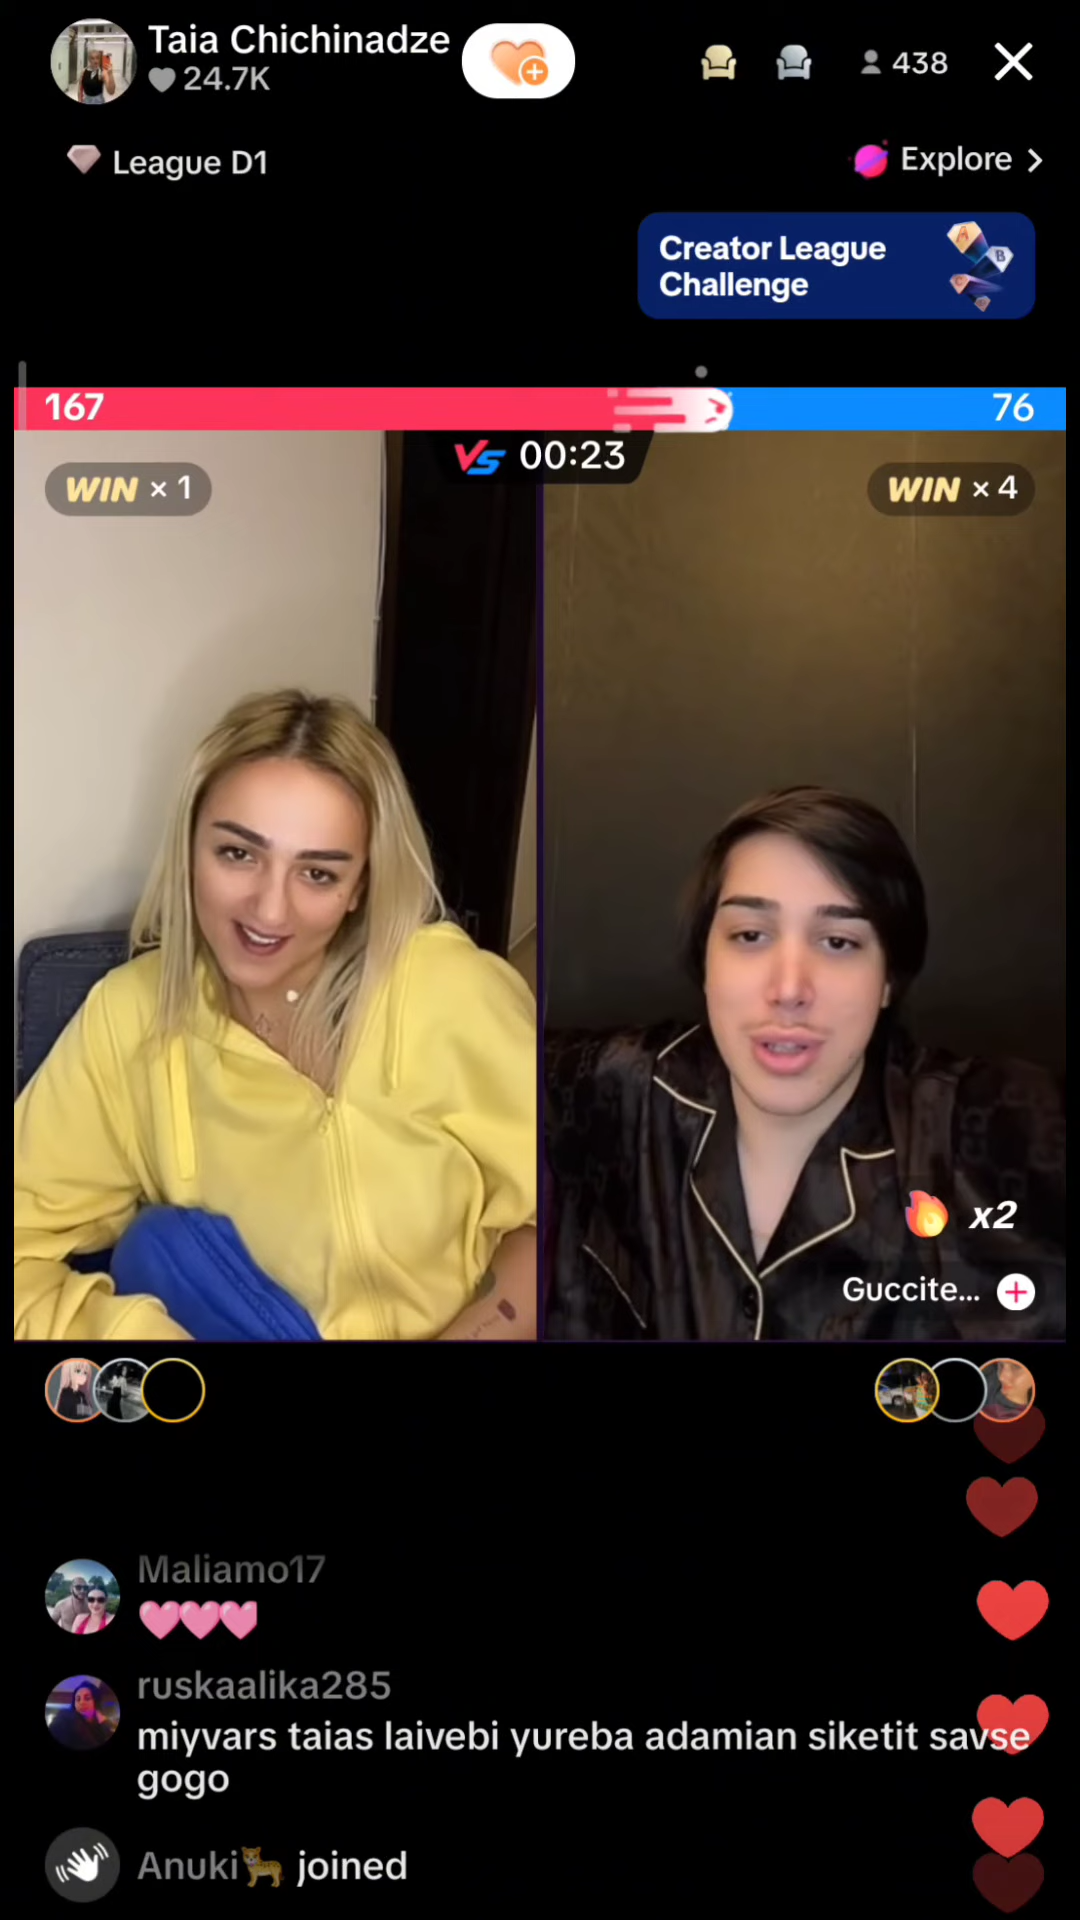 Taia Chichinadze
24.7K
438
League D1
Explore >
Creator League
Challenge
A
B
C
167
76
VS 00:23
WIN × 1
WIN × 4
x2
Guccite...
Maliamo17
🩷🩷🩷
ruskaalika285
miyvars taias laivebi yureba adamian siketit savse
gogo
Anuki🐆 joined